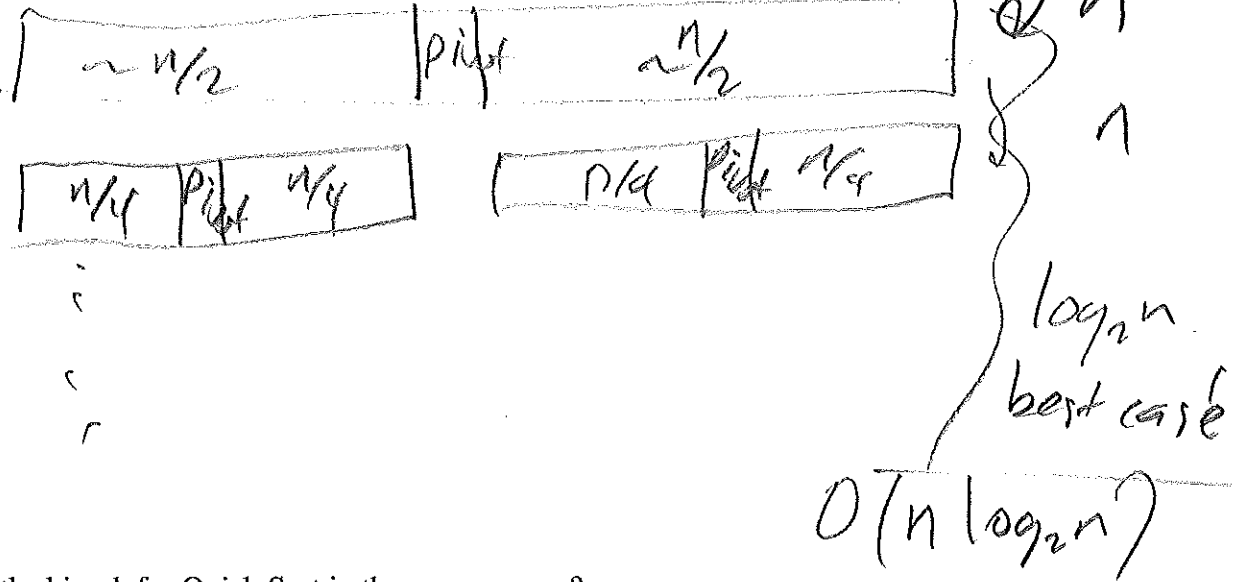 n
~ n/2 pivot ~ n/2
n
n/4 pivot n/4 n/4 pivot n/4
log₂n
best case
O(n log₂n)